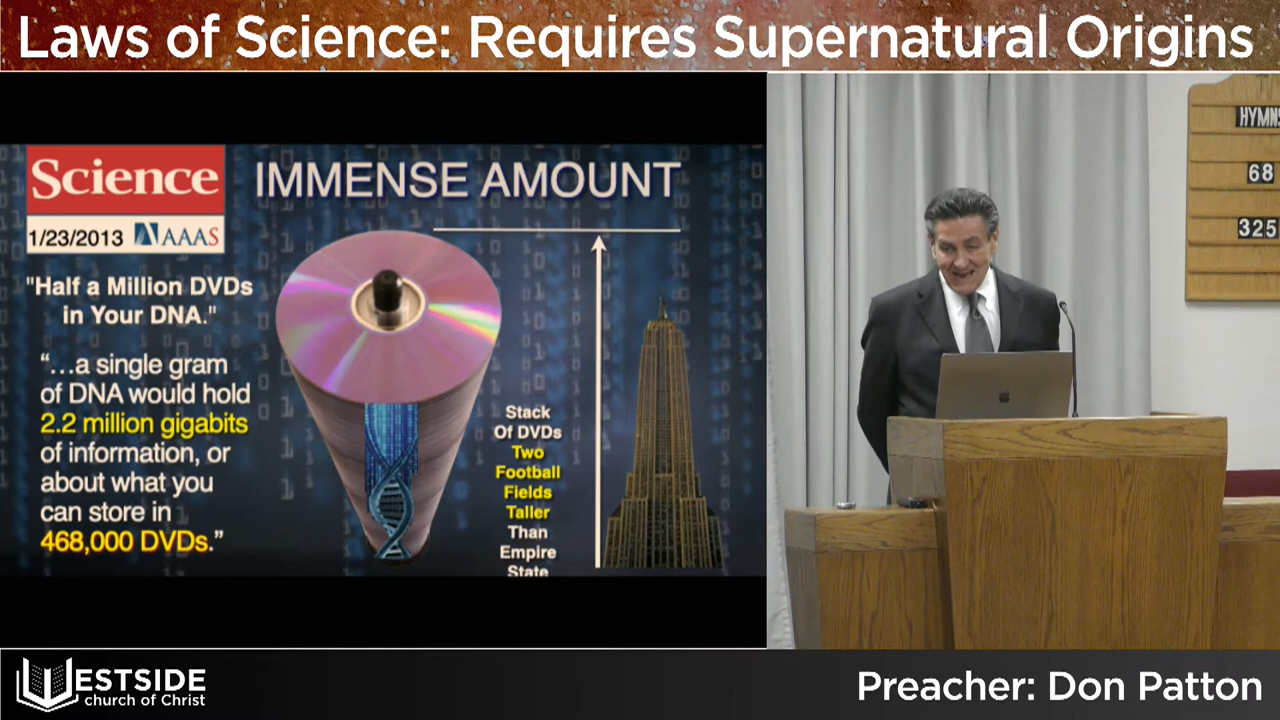 Laws of Science: Requires Supernatural Origins
Science
1/23/2013 AAAS
IMMENSE AMOUNT
"Half a Million DVDs
in Your DNA."
“...a single gram
of DNA would hold
2.2 million gigabits
of information, or
about what you
can store in
468,000 DVDs.”
Stack
Of DVDs
Two
Football
Fields
Taller
Than
Empire
State
HYMNS
68
325
WESTSIDE
church of Christ
Preacher: Don Patton